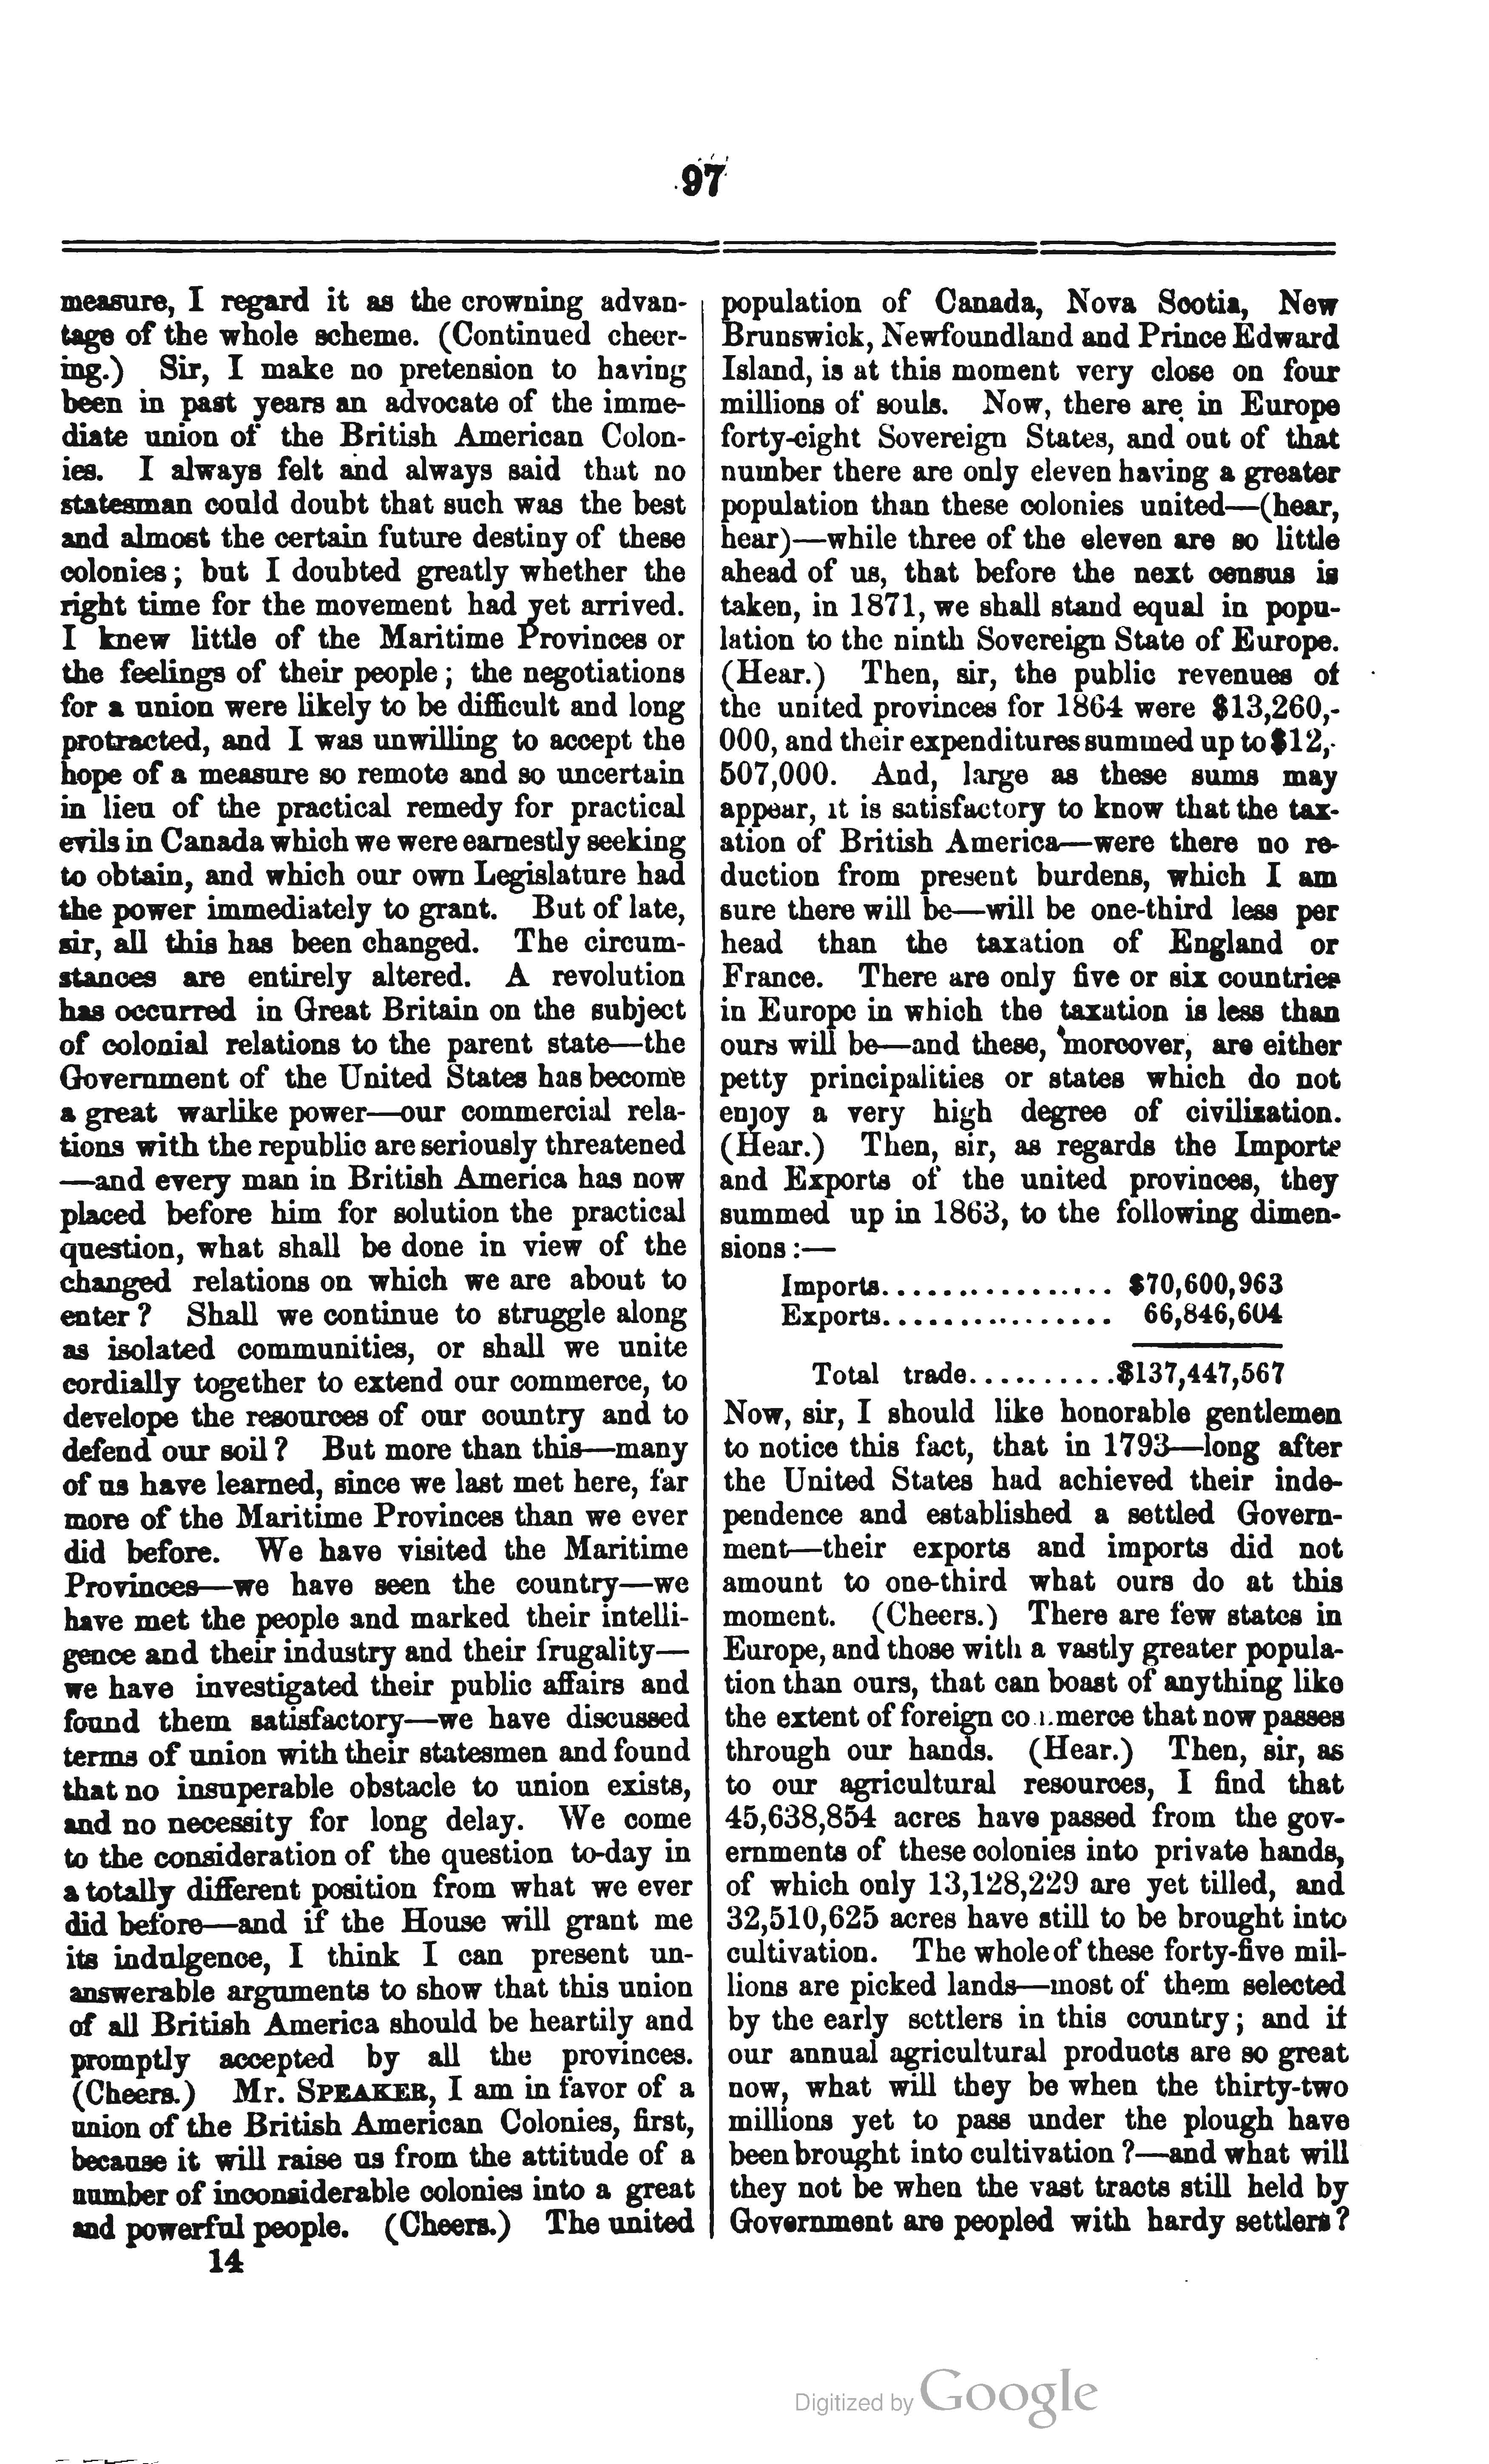 97
measure, I regard it as the crowning advan-
tage of the whole scheme. (Continued cheer-
ing.) Sir, I make no pretension to having
been in past years an advocate of the imme-
diate union of the British American Colon-
ies. I always felt and always said that no
statesman could doubt that such was the best
and almost the certain future destiny of these
colonies; but I doubted greatly whether the
right time for the movement had yet arrived.
I knew little of the Maritime Provinces or
the feelings of their people; the negotiations
for a union were likely to be difficult and long
protracted, and I was unwilling to accept the
hope of a measure so remote and so uncertain
in lieu of the practical remedy for practical
evils in Canada which we were earnestly seeking
to obtain, and which our own Legislature had
the power immediately to grant. But of late,
sir, all this has been changed. The circum-
stances are entirely altered. A revolution
has occurred in Great Britain on the subject
of colonial relations to the parent state—the
Government of the United States has become
a great warlike power—our commercial rela-
tions with the republic are seriously threatened
—and every man in British America has now
placed before him for solution the practical
question, what shall be done in view of the
changed relations on which we are about to
enter? Shall we continue to struggle along
as isolated communities, or shall we unite
cordially together to extend our commerce, to
develope the resources of our country and to
defend our soil? But more than this—many
of us have learned, since we last met here, far
more of the Maritime Provinces than we ever
did before. We have visited the Maritime
Provinces—we have seen the country—we
have met the people and marked their intelli-
gence and their industry and their frugality—
we have investigated their public affairs and
found them satisfactory—we have discussed
terms of union with their statesmen and found
that no insuperable obstacle to union exists,
and no necessity for long delay. We come
to the consideration of the question to-day in
a totally different position from what we ever
did before—and if the House will grant me
its indulgence, I think I can present un-
answerable arguments to show that this union
of all British America should be heartily and
promptly accepted by all the provinces.
(Cheers.) Mr. SPEAKER, I am in favor of a
union of the British American Colonies, first,
because it will raise us from the attitude of a
number of inconsiderable colonies into a great
and powerful people. (Cheers.) The united
14
population of Canada, Nova Scotia, New
Brunswick, Newfoundland and Prince Edward
Island, is at this moment very close on four
millions of souls. Now, there are in Europe
forty-eight Sovereign States, and out of that
number there are only eleven having a greater
population than these colonies united—(hear,
hear)—while three of the eleven are so little
ahead of us, that before the next census is
taken, in 1871, we shall stand equal in popu-
lation to the ninth Sovereign State of Europe.
(Hear.) Then, sir, the public revenues of
the united provinces for 1864 were $13,260,-
000, and their expenditures summed up to $12,-
507,000. And, large as these sums may
appear, it is satisfactory to know that the tax-
ation of British America—were there no re-
duction from present burdens, which I am
sure there will be—will be one-third less per
head than the taxation of England or
France. There are only five or six countries
in Europe in which the taxation is less than
ours will be—and these, moreover, are either
petty principalities or states which do not
enjoy a very high degree of civilization.
(Hear.) Then, sir, as regards the Imports
and Exports of the united provinces, they
summed up in 1863, to the following dimen-
sions:—
Imports................ $70,600,963
Exports................ 66,846,604
Total trade..........$137,447,567
Now, sir, I should like honorable gentlemen
to notice this fact, that in 1793—long after
the United States had achieved their inde-
pendence and established a settled Govern-
ment—their exports and imports did not
amount to one-third what ours do at this
moment. (Cheers.) There are few states in
Europe, and those with a vastly greater popula-
tion than ours, that can boast of anything like
the extent of foreign commerce that now passes
through our hands. (Hear.) Then, sir, as
to our agricultural resources, I find that
45,638,854 acres have passed from the gov-
ernments of these colonies into private hands,
of which only 13,128,229 are yet tilled, and
32,510,625 acres have still to be brought into
cultivation. The whole of these forty-five mil-
lions are picked lands—most of them selected
by the early settlers in this country; and if
our annual agricultural products are so great
now, what will they be when the thirty-two
millions yet to pass under the plough have
been brought into cultivation?—and what will
they not be when the vast tracts still held by
Government are peopled with hardy settlers?
Digitized by Google